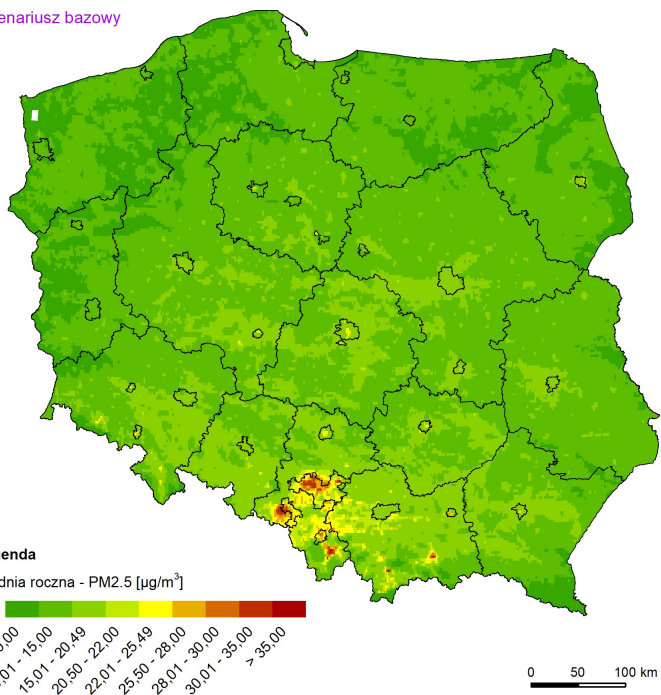 enariusz bazowy
enda
dnia roczna - PM2.5 [µg/m³]
,00
,01 - 15,00
15,01 - 20,49
20,50 - 22,00
22,01 - 25,49
25,50 - 28,00
28,01 - 30,00
30,01 - 35,00
> 35,00
0 50 100 km